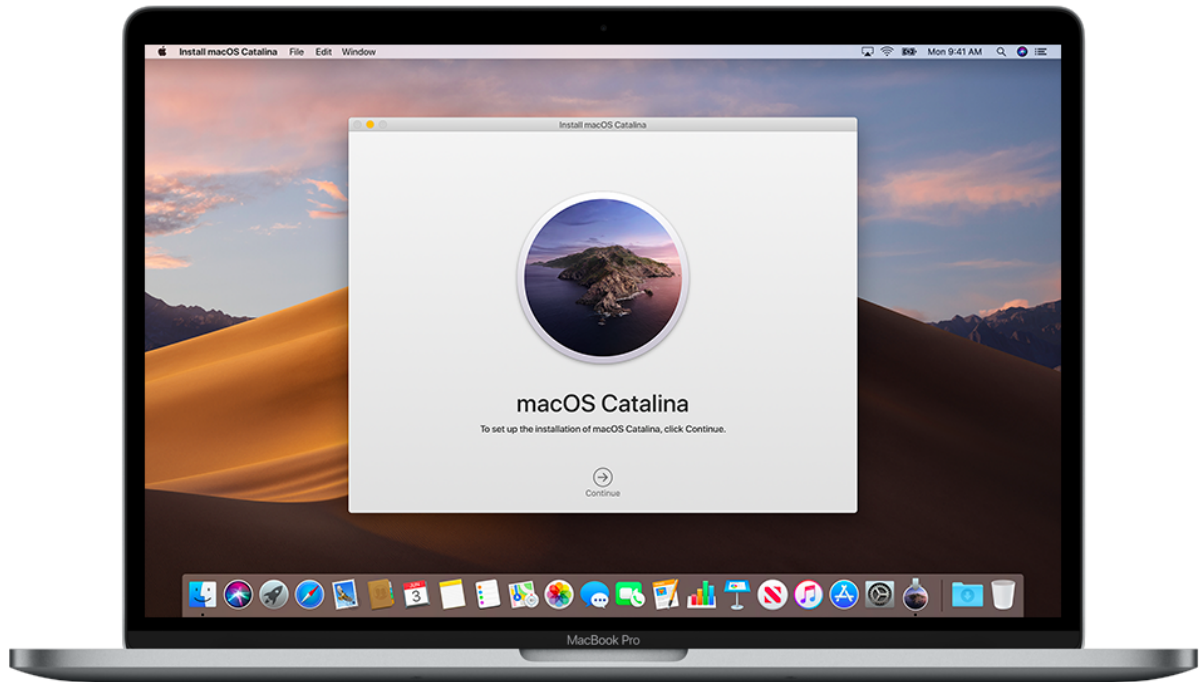 Install macOS Catalina File Edit Window Mon 9:41 AM
Install macOS Catalina
macOS Catalina
To set up the installation of macOS Catalina, click Continue.
Continue
JUN
3
MacBook Pro